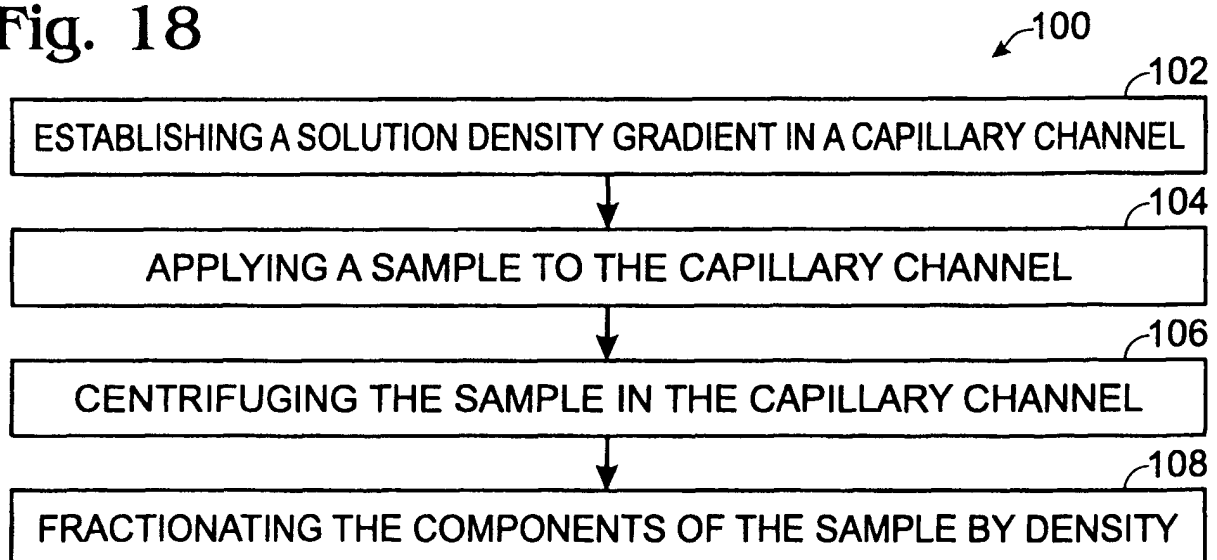 Fig. 18
100
102
ESTABLISHING A SOLUTION DENSITY GRADIENT IN A CAPILLARY CHANNEL
104
APPLYING A SAMPLE TO THE CAPILLARY CHANNEL
106
CENTRIFUGING THE SAMPLE IN THE CAPILLARY CHANNEL
108
FRACTIONATING THE COMPONENTS OF THE SAMPLE BY DENSITY